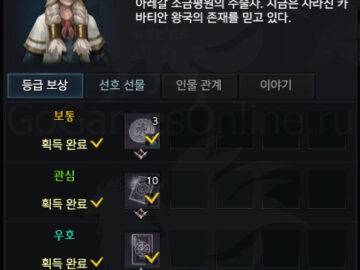 아레갈 소금평원의 주술사. 지금은 사라진 카
바티안 왕국의 존재를 믿고 있다.
등급 보상 선호 선물 인물 관계 이야기
보통
획득 완료
3
관심
획득 완료
10
우호
획득 완료